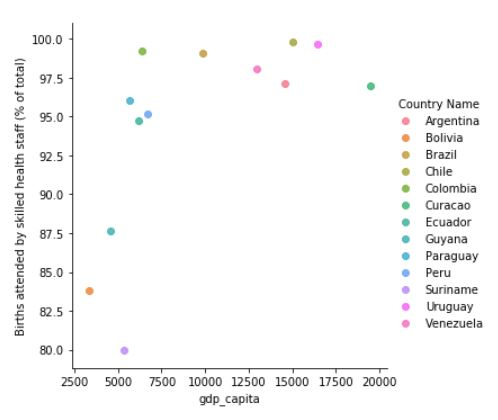 Births attended by skilled health staff (% of total)
100.0
97.5
95.0
92.5
90.0
87.5
85.0
82.5
80.0
2500 5000 7500 10000 12500 15000 17500 20000
gdp_capita
Country Name
Argentina
Bolivia
Brazil
Chile
Colombia
Curacao
Ecuador
Guyana
Paraguay
Peru
Suriname
Uruguay
Venezuela